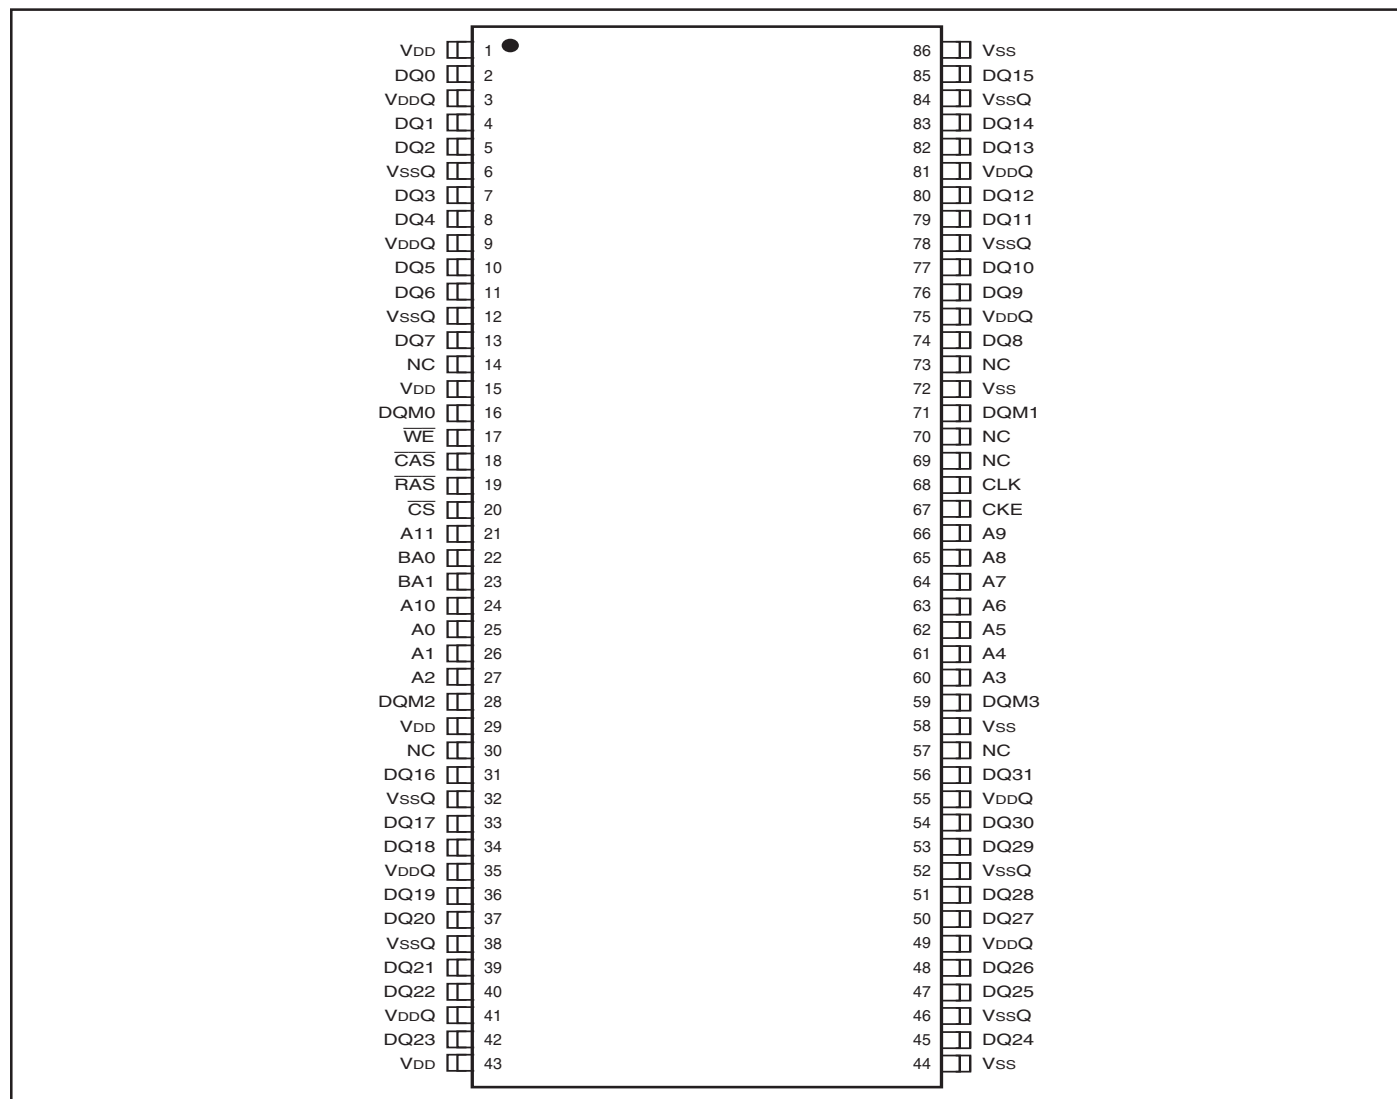 VDD 1 86 VSS
DQ0 2 85 DQ15
VDDQ 3 84 VSSQ
DQ1 4 83 DQ14
DQ2 5 82 DQ13
VSSQ 6 81 VDDQ
DQ3 7 80 DQ12
DQ4 8 79 DQ11
VDDQ 9 78 VSSQ
DQ5 10 77 DQ10
DQ6 11 76 DQ9
VSSQ 12 75 VDDQ
DQ7 13 74 DQ8
NC 14 73 NC
VDD 15 72 VSS
DQM0 16 71 DQM1
W̅E̅ 17 70 NC
C̅A̅S̅ 18 69 NC
R̅A̅S̅ 19 68 CLK
C̅S̅ 20 67 CKE
A11 21 66 A9
BA0 22 65 A8
BA1 23 64 A7
A10 24 63 A6
A0 25 62 A5
A1 26 61 A4
A2 27 60 A3
DQM2 28 59 DQM3
VDD 29 58 VSS
NC 30 57 NC
DQ16 31 56 DQ31
VSSQ 32 55 VDDQ
DQ17 33 54 DQ30
DQ18 34 53 DQ29
VDDQ 35 52 VSSQ
DQ19 36 51 DQ28
DQ20 37 50 DQ27
VSSQ 38 49 VDDQ
DQ21 39 48 DQ26
DQ22 40 47 DQ25
VDDQ 41 46 VSSQ
DQ23 42 45 DQ24
VDD 43 44 VSS